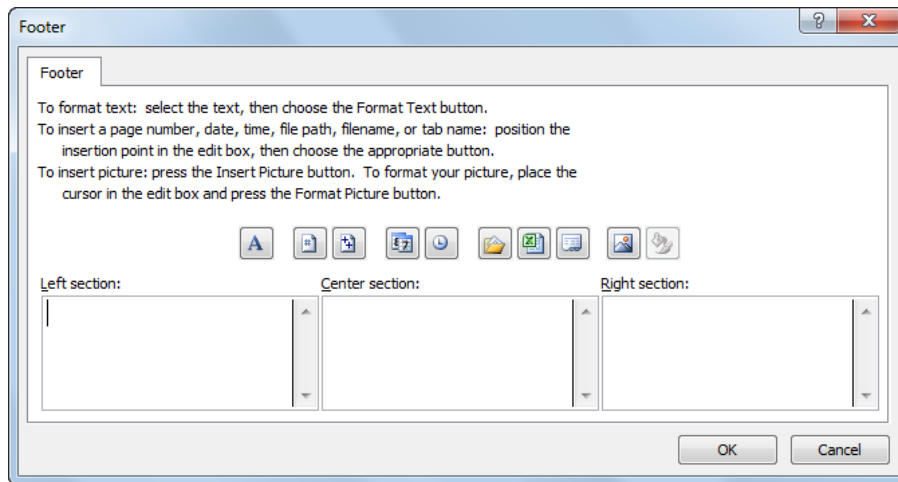 Footer
Footer
To format text: select the text, then choose the Format Text button.
To insert a page number, date, time, file path, filename, or tab name: position the
insertion point in the edit box, then choose the appropriate button.
To insert picture: press the Insert Picture button. To format your picture, place the
cursor in the edit box and press the Format Picture button.
A
Left section: Center section: Right section:
OK Cancel